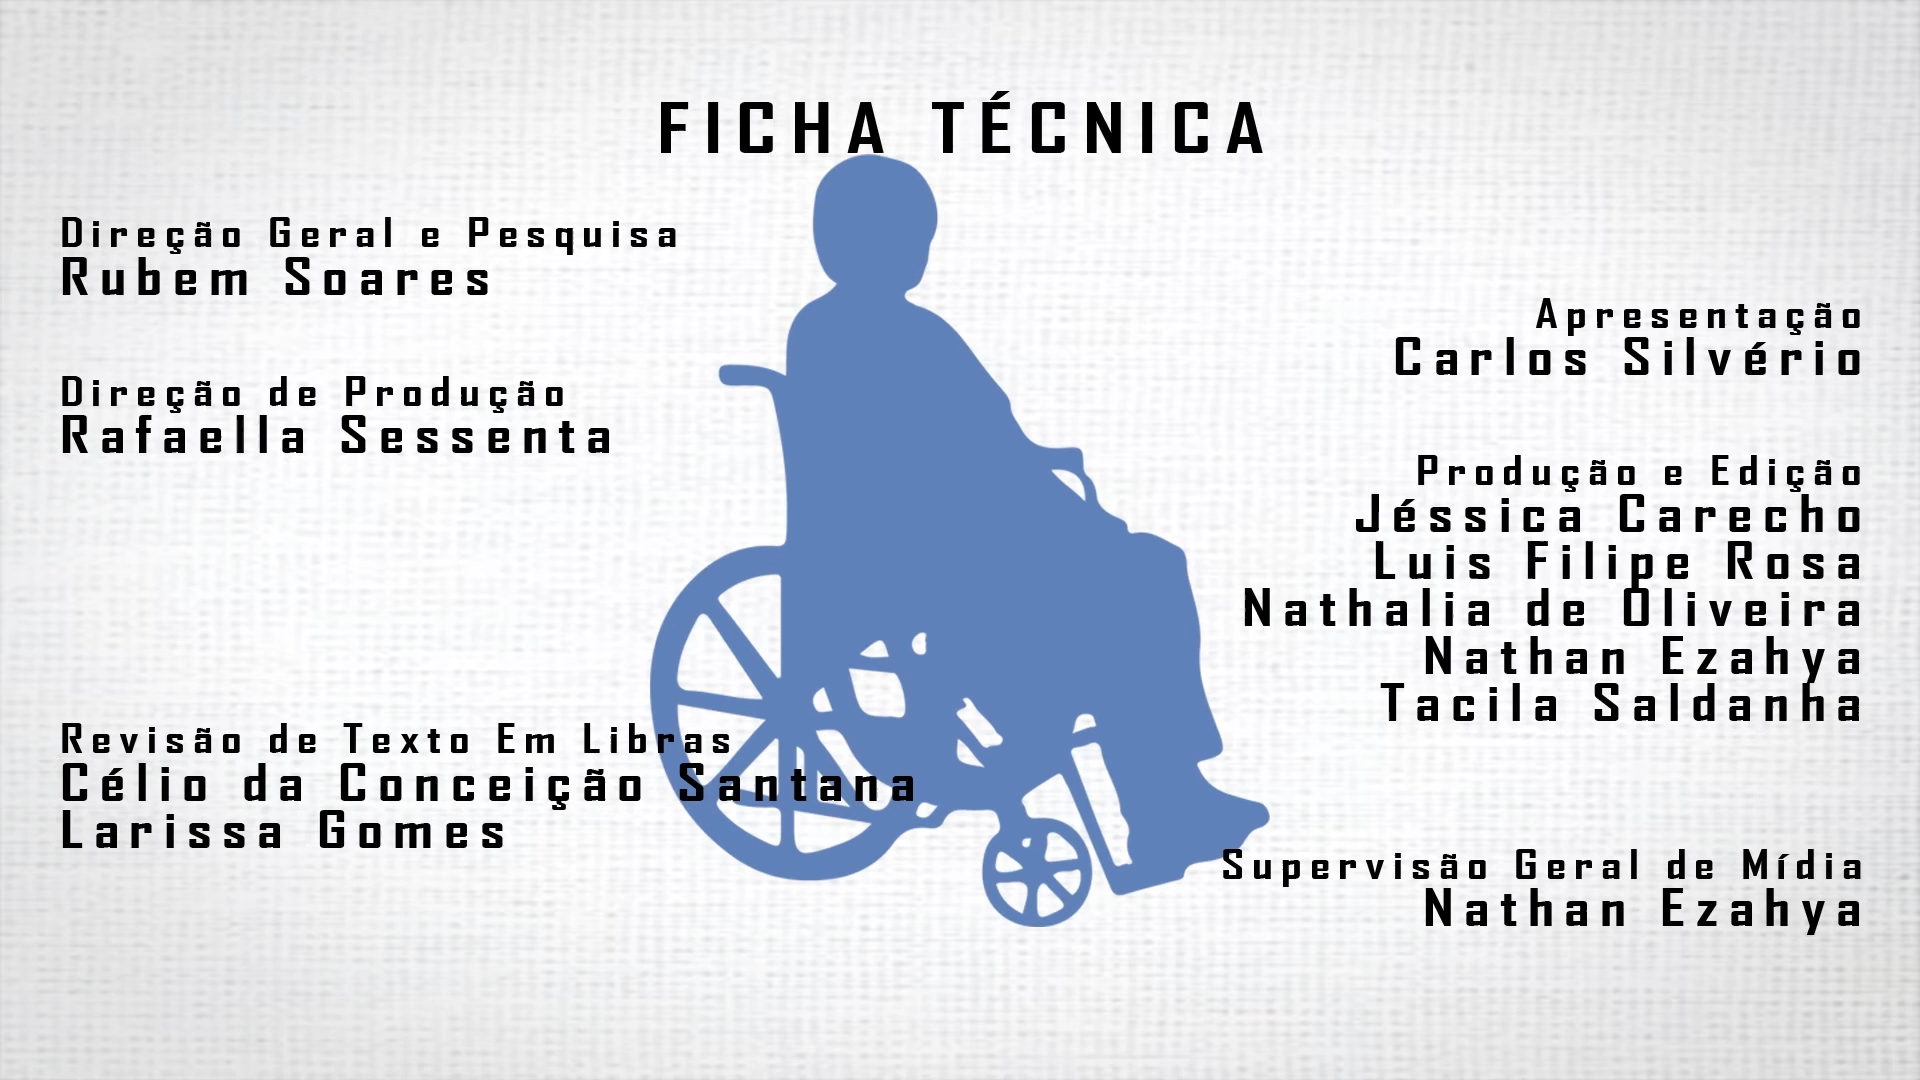 FICHA TÉCNICA
Direção Geral e Pesquisa
Rubem Soares
Direção de Produção
Rafaella Sessenta
Revisão de Texto Em Libras
Célio da Conceição Santana
Larissa Gomes
Apresentação
Carlos Silvério
Produção e Edição
Jéssica Carecho
Luis Filipe Rosa
Nathalia de Oliveira
Nathan Ezahya
Tacila Saldanha
Supervisão Geral de Mídia
Nathan Ezahya